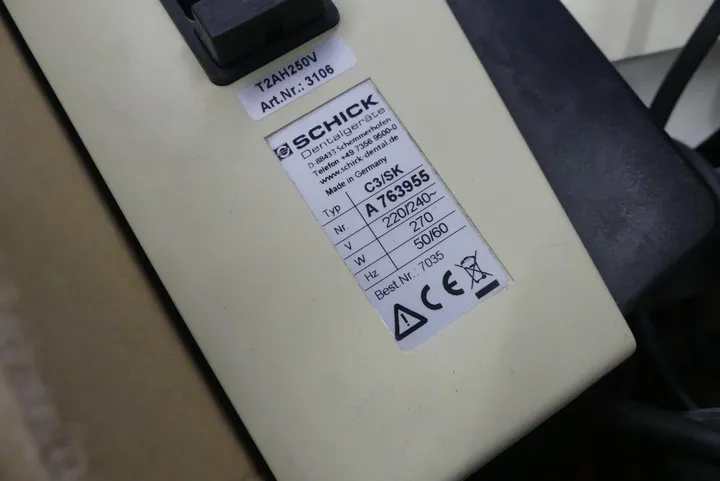 T2AH250V
Art.Nr.: 3106
SCHICK
Dentalgeräte
D-88433 Schemmerhofen
Telefon +49 7356 9500-0
www.schick-dental.de
Made in Germany
Typ C3/SK
Nr. A 763955
V 220/240~
W 270
Hz 50/60
Best.Nr.: 7035
CE